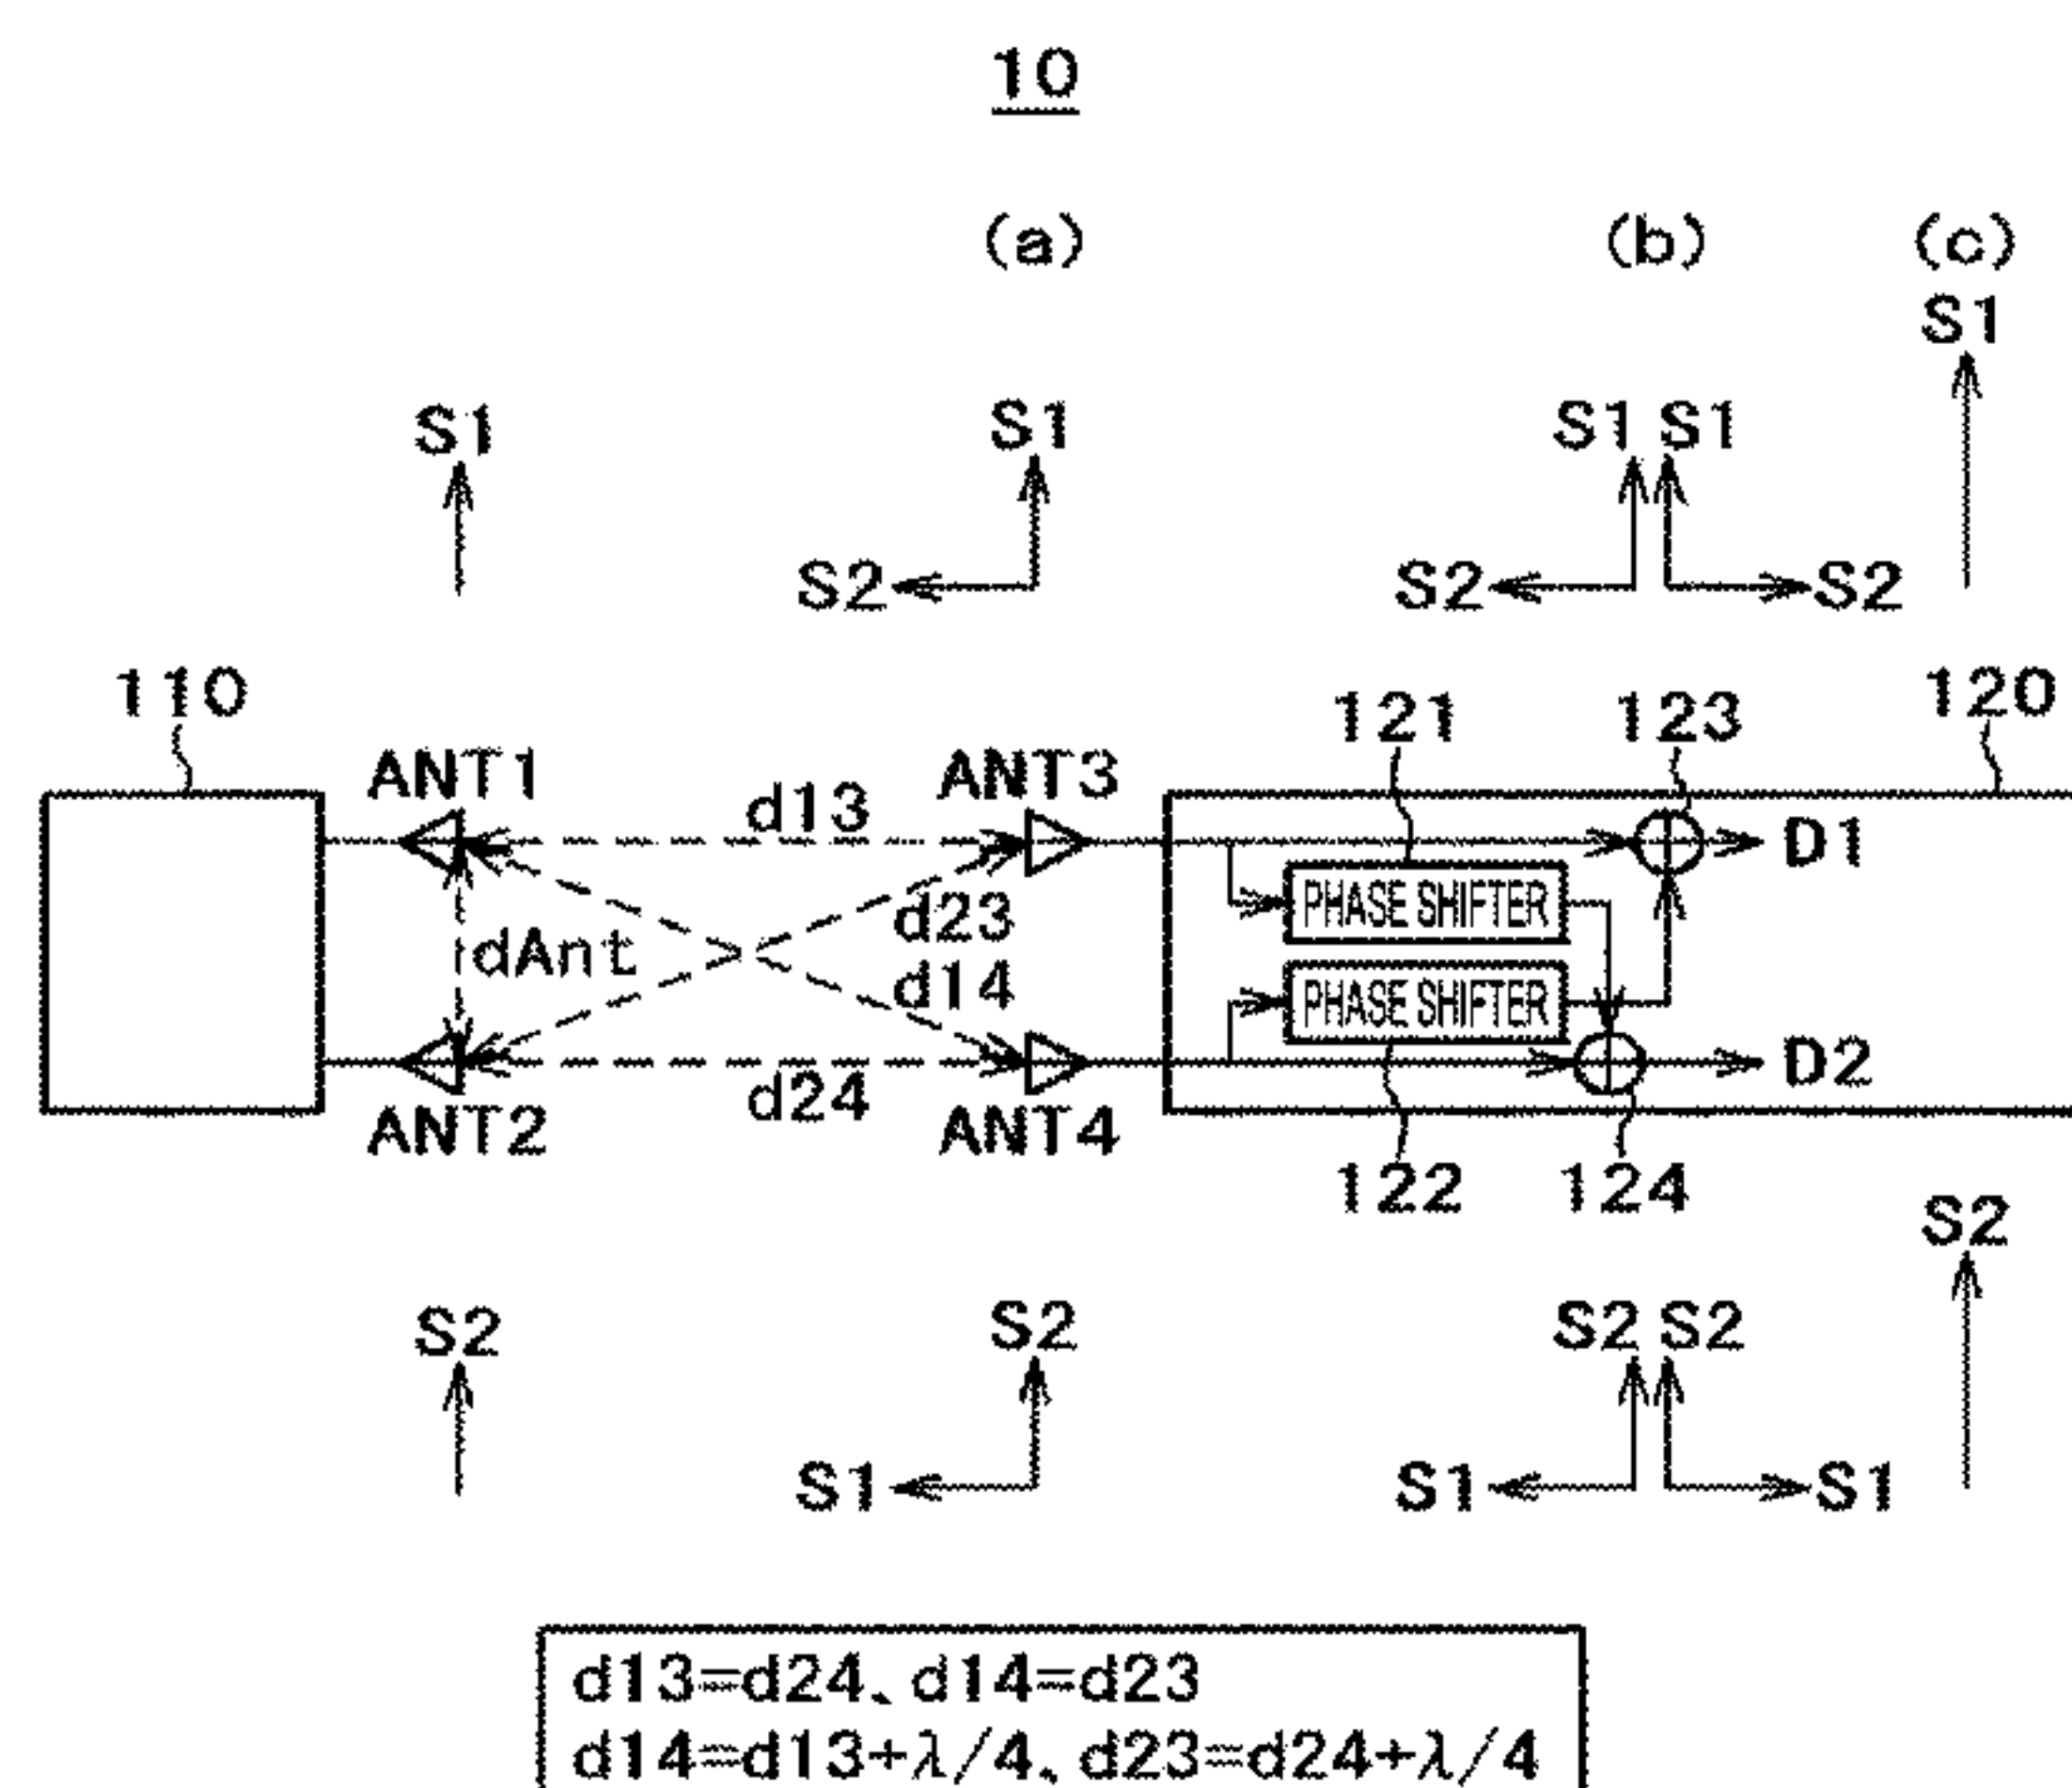 10
(a) (b) (c)
S1
S1 S1 S1 S1
S2 S2 S2
110 121 123 120
ANT1 d13 ANT3 D1
PHASE SHIFTER
d23
dAnt
d14
PHASE SHIFTER
d24 D2
ANT2 ANT4
122 124
S2
S2 S2 S2 S2
S1 S1 S1
d13=d24、d14=d23
d14=d13+λ/4、d23=d24+λ/4